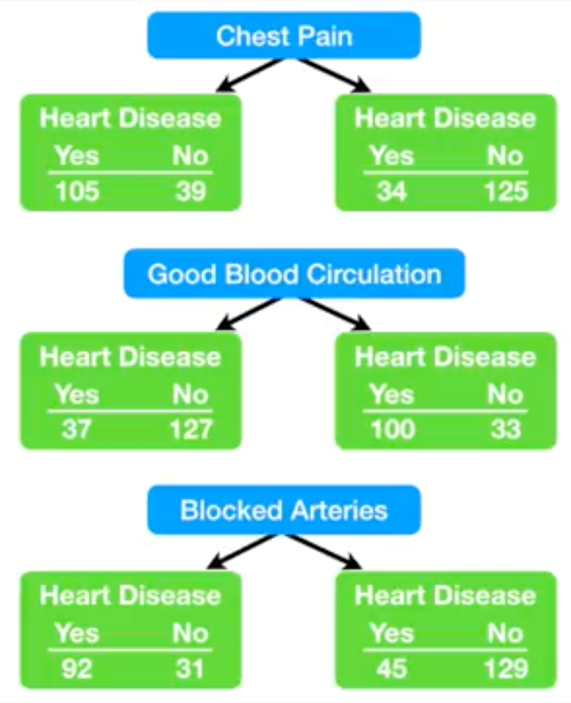 Chest Pain
Heart Disease Heart Disease
Yes No Yes No
105 39 34 125
Good Blood Circulation
Heart Disease Heart Disease
Yes No Yes No
37 127 100 33
Blocked Arteries
Heart Disease Heart Disease
Yes No Yes No
92 31 45 129